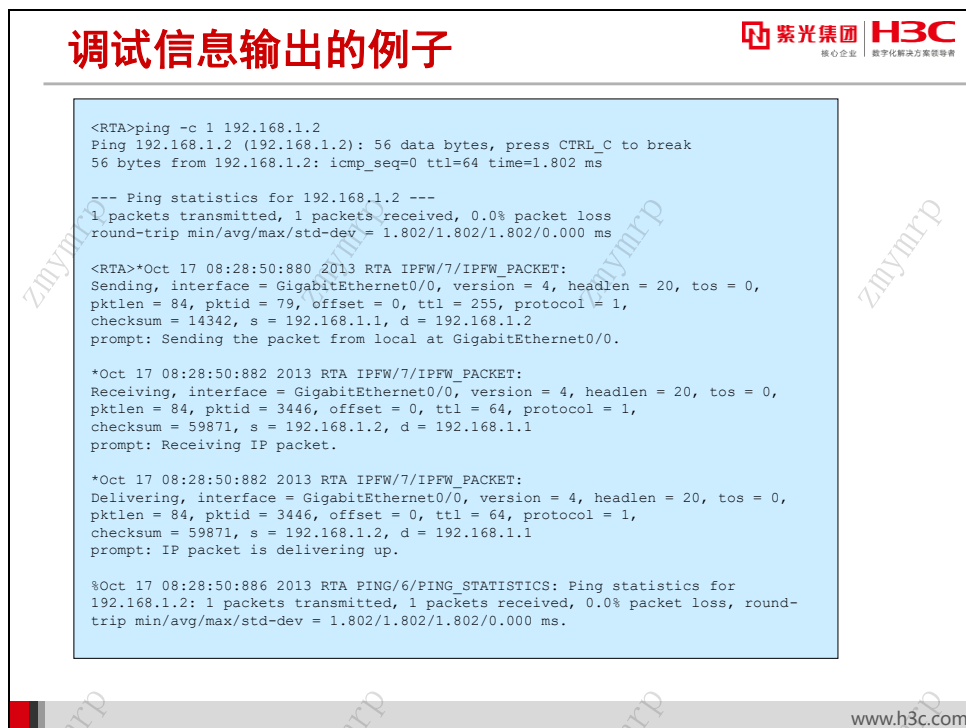 调试信息输出的例子
紫光集团 H3C
核心企业 数字化解决方案领导者
<RTA>ping -c 1 192.168.1.2
Ping 192.168.1.2 (192.168.1.2): 56 data bytes, press CTRL_C to break
56 bytes from 192.168.1.2: icmp_seq=0 ttl=64 time=1.802 ms
--- Ping statistics for 192.168.1.2 ---
1 packets transmitted, 1 packets received, 0.0% packet loss
round-trip min/avg/max/std-dev = 1.802/1.802/1.802/0.000 ms
<RTA>*Oct 17 08:28:50:880 2013 RTA IPFW/7/IPFW_PACKET:
Sending, interface = GigabitEthernet0/0, version = 4, headlen = 20, tos = 0,
pktlen = 84, pktid = 79, offset = 0, ttl = 255, protocol = 1,
checksum = 14342, s = 192.168.1.1, d = 192.168.1.2
prompt: Sending the packet from local at GigabitEthernet0/0.
*Oct 17 08:28:50:882 2013 RTA IPFW/7/IPFW_PACKET:
Receiving, interface = GigabitEthernet0/0, version = 4, headlen = 20, tos = 0,
pktlen = 84, pktid = 3446, offset = 0, ttl = 64, protocol = 1,
checksum = 59871, s = 192.168.1.2, d = 192.168.1.1
prompt: Receiving IP packet.
*Oct 17 08:28:50:882 2013 RTA IPFW/7/IPFW_PACKET:
Delivering, interface = GigabitEthernet0/0, version = 4, headlen = 20, tos = 0,
pktlen = 84, pktid = 3446, offset = 0, ttl = 64, protocol = 1,
checksum = 59871, s = 192.168.1.2, d = 192.168.1.1
prompt: IP packet is delivering up.
%Oct 17 08:28:50:886 2013 RTA PING/6/PING_STATISTICS: Ping statistics for
192.168.1.2: 1 packets transmitted, 1 packets received, 0.0% packet loss, round-
trip min/avg/max/std-dev = 1.802/1.802/1.802/0.000 ms.
zmymrp
zmymrp
zmymrp
zmymrp
www.h3c.com